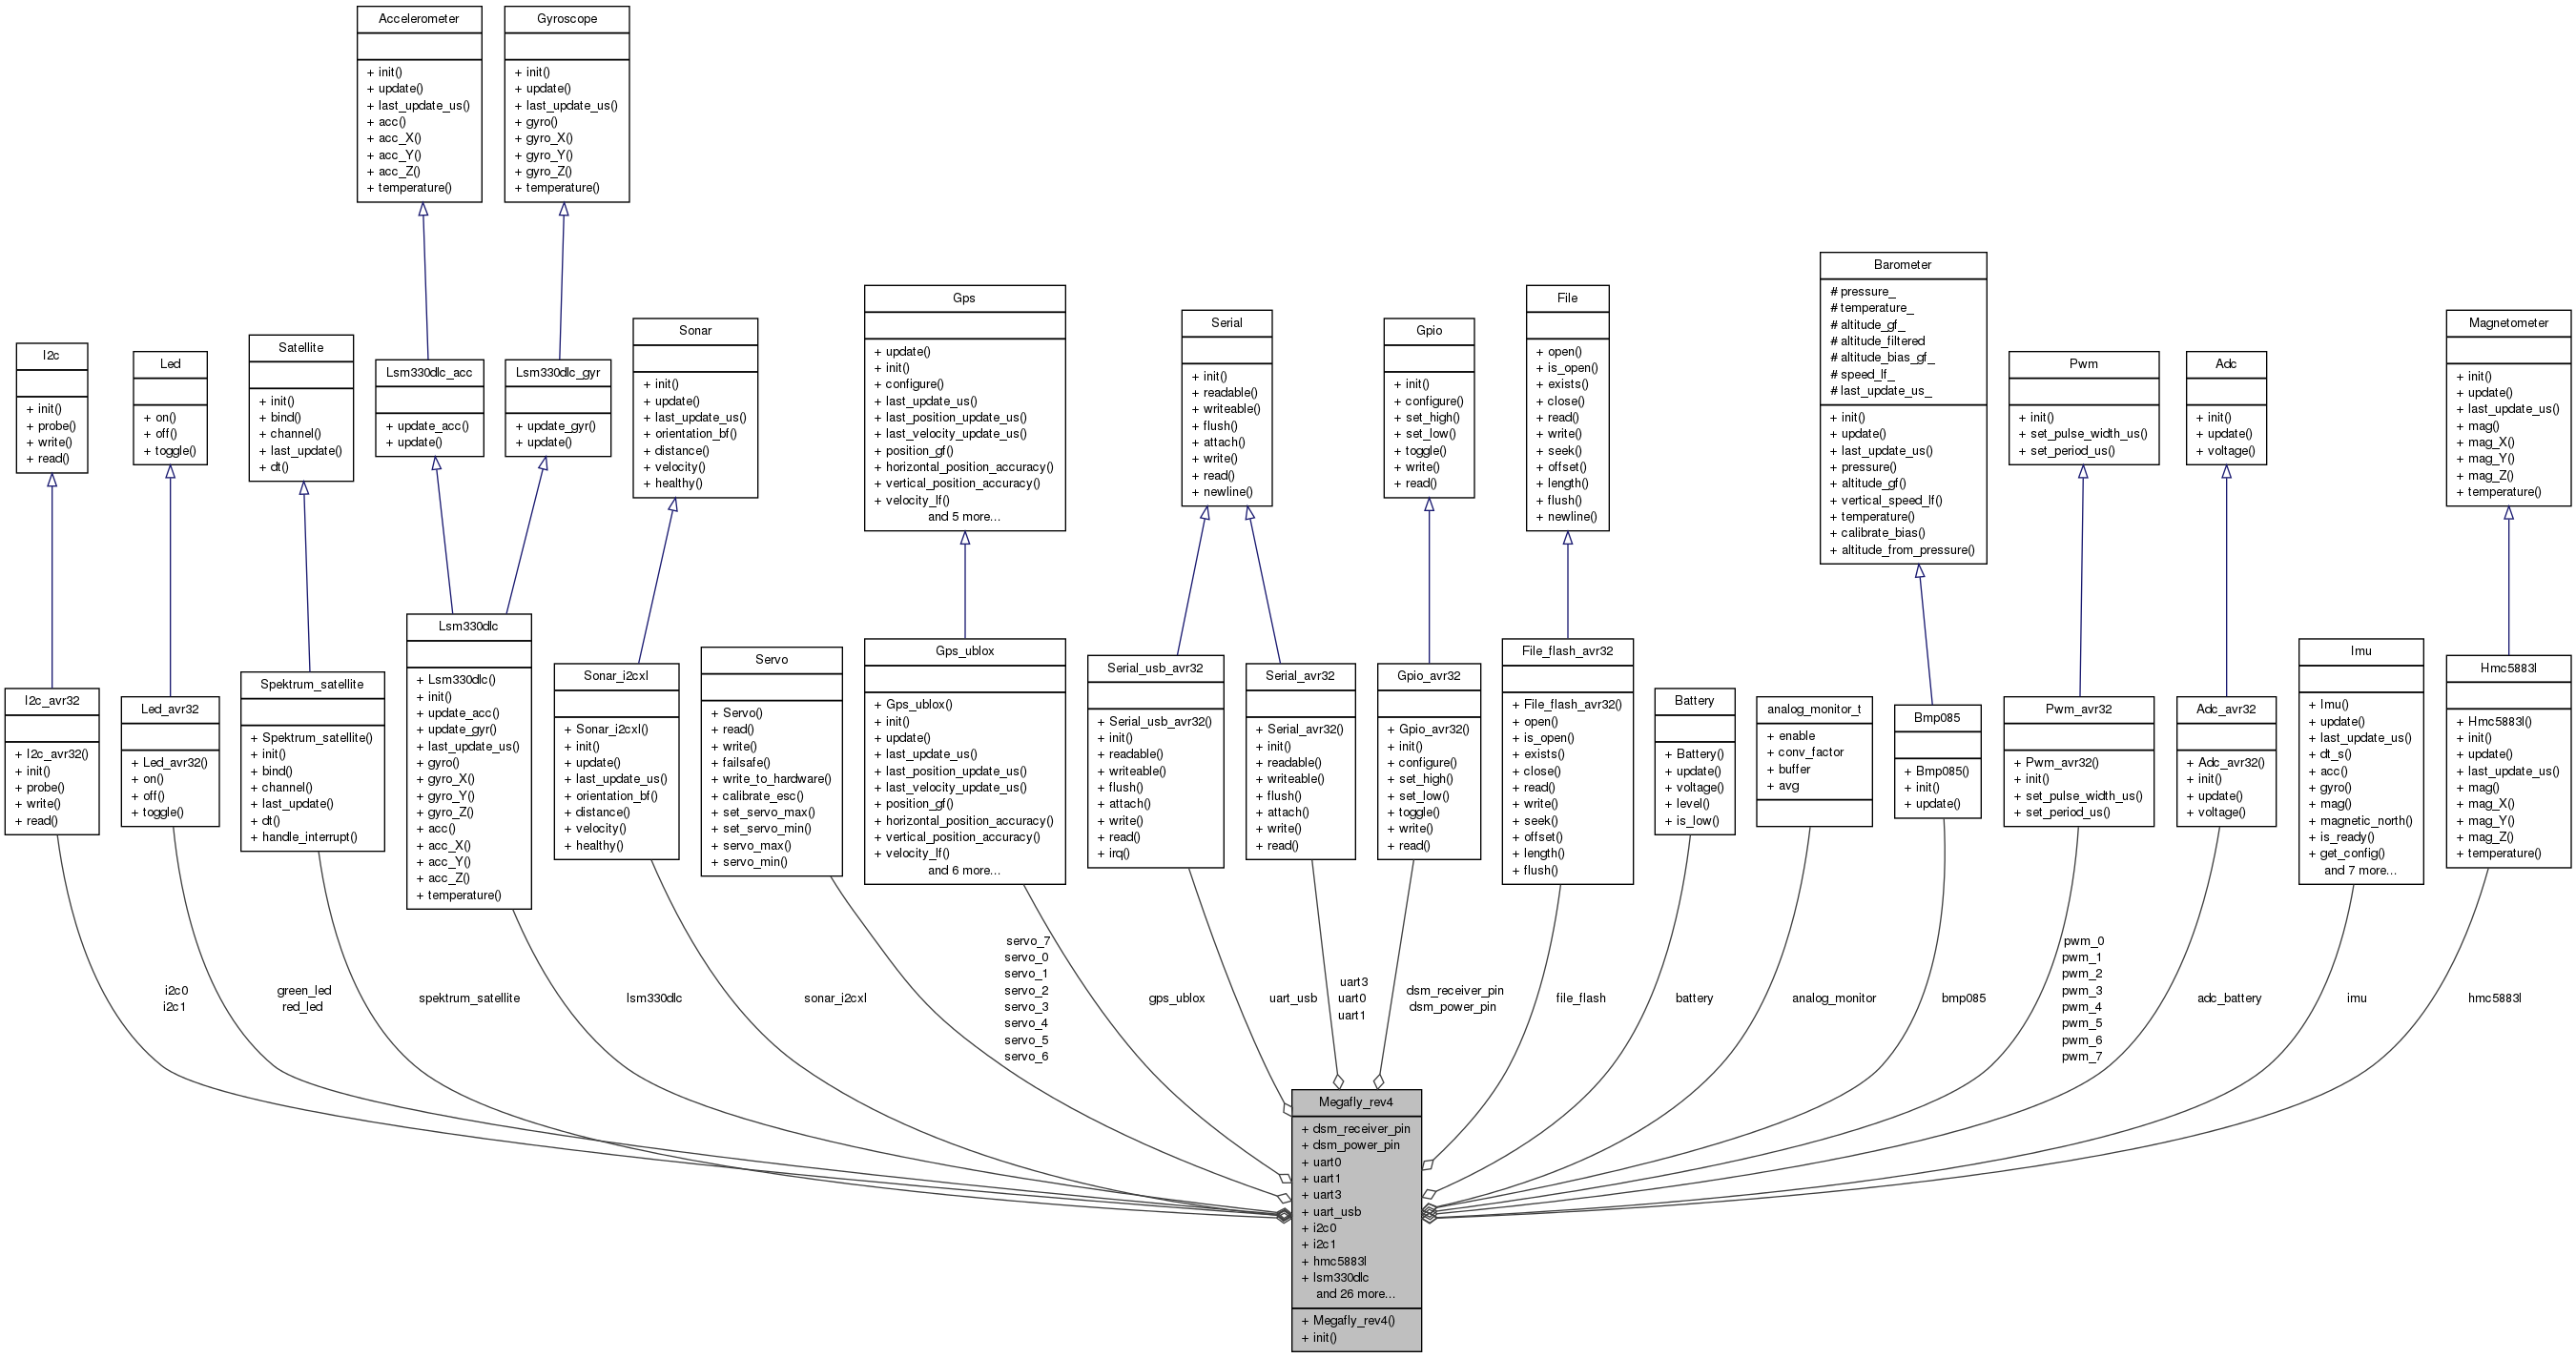 Accelerometer
+ init()
+ update()
+ last_update_us()
+ acc()
+ acc_X()
+ acc_Y()
+ acc_Z()
+ temperature()
Gyroscope
+ init()
+ update()
+ last_update_us()
+ gyro()
+ gyro_X()
+ gyro_Y()
+ gyro_Z()
+ temperature()
I2c
+ init()
+ probe()
+ write()
+ read()
Led
+ on()
+ off()
+ toggle()
Satellite
+ init()
+ bind()
+ channel()
+ last_update()
+ dt()
Lsm330dlc_acc
+ update_acc()
+ update()
Lsm330dlc_gyr
+ update_gyr()
+ update()
Sonar
+ init()
+ update()
+ last_update_us()
+ orientation_bf()
+ distance()
+ velocity()
+ healthy()
Gps
+ update()
+ init()
+ configure()
+ last_update_us()
+ last_position_update_us()
+ last_velocity_update_us()
+ position_gf()
+ horizontal_position_accuracy()
+ vertical_position_accuracy()
+ velocity_lf()
and 5 more...
Serial
+ init()
+ readable()
+ writeable()
+ flush()
+ attach()
+ write()
+ read()
+ newline()
Gpio
+ init()
+ configure()
+ set_high()
+ set_low()
+ toggle()
+ write()
+ read()
File
+ open()
+ is_open()
+ exists()
+ close()
+ read()
+ write()
+ seek()
+ offset()
+ length()
+ flush()
+ newline()
Barometer
# pressure_
# temperature_
# altitude_gf_
# altitude_filtered
# altitude_bias_gf_
# speed_lf_
# last_update_us_
+ init()
+ update()
+ last_update_us()
+ pressure()
+ altitude_gf()
+ vertical_speed_lf()
+ temperature()
+ calibrate_bias()
+ altitude_from_pressure()
Pwm
+ init()
+ set_pulse_width_us()
+ set_period_us()
Adc
+ init()
+ update()
+ voltage()
Magnetometer
+ init()
+ update()
+ last_update_us()
+ mag()
+ mag_X()
+ mag_Y()
+ mag_Z()
+ temperature()
I2c_avr32
+ I2c_avr32()
+ init()
+ probe()
+ write()
+ read()
Led_avr32
+ Led_avr32()
+ on()
+ off()
+ toggle()
Spektrum_satellite
+ Spektrum_satellite()
+ init()
+ bind()
+ channel()
+ last_update()
+ dt()
+ handle_interrupt()
Lsm330dlc
+ Lsm330dlc()
+ init()
+ update_acc()
+ update_gyr()
+ last_update_us()
+ gyro()
+ gyro_X()
+ gyro_Y()
+ gyro_Z()
+ acc()
+ acc_X()
+ acc_Y()
+ acc_Z()
+ temperature()
Sonar_i2cxl
+ Sonar_i2cxl()
+ init()
+ update()
+ last_update_us()
+ orientation_bf()
+ distance()
+ velocity()
+ healthy()
Servo
+ Servo()
+ read()
+ write()
+ failsafe()
+ write_to_hardware()
+ calibrate_esc()
+ set_servo_max()
+ set_servo_min()
+ servo_max()
+ servo_min()
Gps_ublox
+ Gps_ublox()
+ init()
+ update()
+ last_update_us()
+ last_position_update_us()
+ last_velocity_update_us()
+ position_gf()
+ horizontal_position_accuracy()
+ vertical_position_accuracy()
+ velocity_lf()
and 6 more...
Serial_usb_avr32
+ Serial_usb_avr32()
+ init()
+ readable()
+ writeable()
+ flush()
+ attach()
+ write()
+ read()
+ irq()
Serial_avr32
+ Serial_avr32()
+ init()
+ readable()
+ writeable()
+ flush()
+ attach()
+ write()
+ read()
Gpio_avr32
+ Gpio_avr32()
+ init()
+ configure()
+ set_high()
+ set_low()
+ toggle()
+ write()
+ read()
File_flash_avr32
+ File_flash_avr32()
+ open()
+ is_open()
+ exists()
+ close()
+ read()
+ write()
+ seek()
+ offset()
+ length()
+ flush()
Battery
+ Battery()
+ update()
+ voltage()
+ level()
+ is_low()
analog_monitor_t
+ enable
+ conv_factor
+ buffer
+ avg
Bmp085
+ Bmp085()
+ init()
+ update()
Pwm_avr32
+ Pwm_avr32()
+ init()
+ set_pulse_width_us()
+ set_period_us()
Adc_avr32
+ Adc_avr32()
+ init()
+ update()
+ voltage()
Imu
+ Imu()
+ update()
+ last_update_us()
+ dt_s()
+ acc()
+ gyro()
+ mag()
+ magnetic_north()
+ is_ready()
+ get_config()
and 7 more...
Hmc5883l
+ Hmc5883l()
+ init()
+ update()
+ last_update_us()
+ mag()
+ mag_X()
+ mag_Y()
+ mag_Z()
+ temperature()
i2c0
i2c1
green_led
red_led
spektrum_satellite
lsm330dlc
sonar_i2cxl
servo_7
servo_0
servo_1
servo_2
servo_3
servo_4
servo_5
servo_6
gps_ublox
uart_usb
uart3
uart0
uart1
dsm_receiver_pin
dsm_power_pin
file_flash
battery
analog_monitor
bmp085
pwm_0
pwm_1
pwm_2
pwm_3
pwm_4
pwm_5
pwm_6
pwm_7
adc_battery
imu
hmc5883l
Megafly_rev4
+ dsm_receiver_pin
+ dsm_power_pin
+ uart0
+ uart1
+ uart3
+ uart_usb
+ i2c0
+ i2c1
+ hmc5883l
+ lsm330dlc
and 26 more...
+ Megafly_rev4()
+ init()